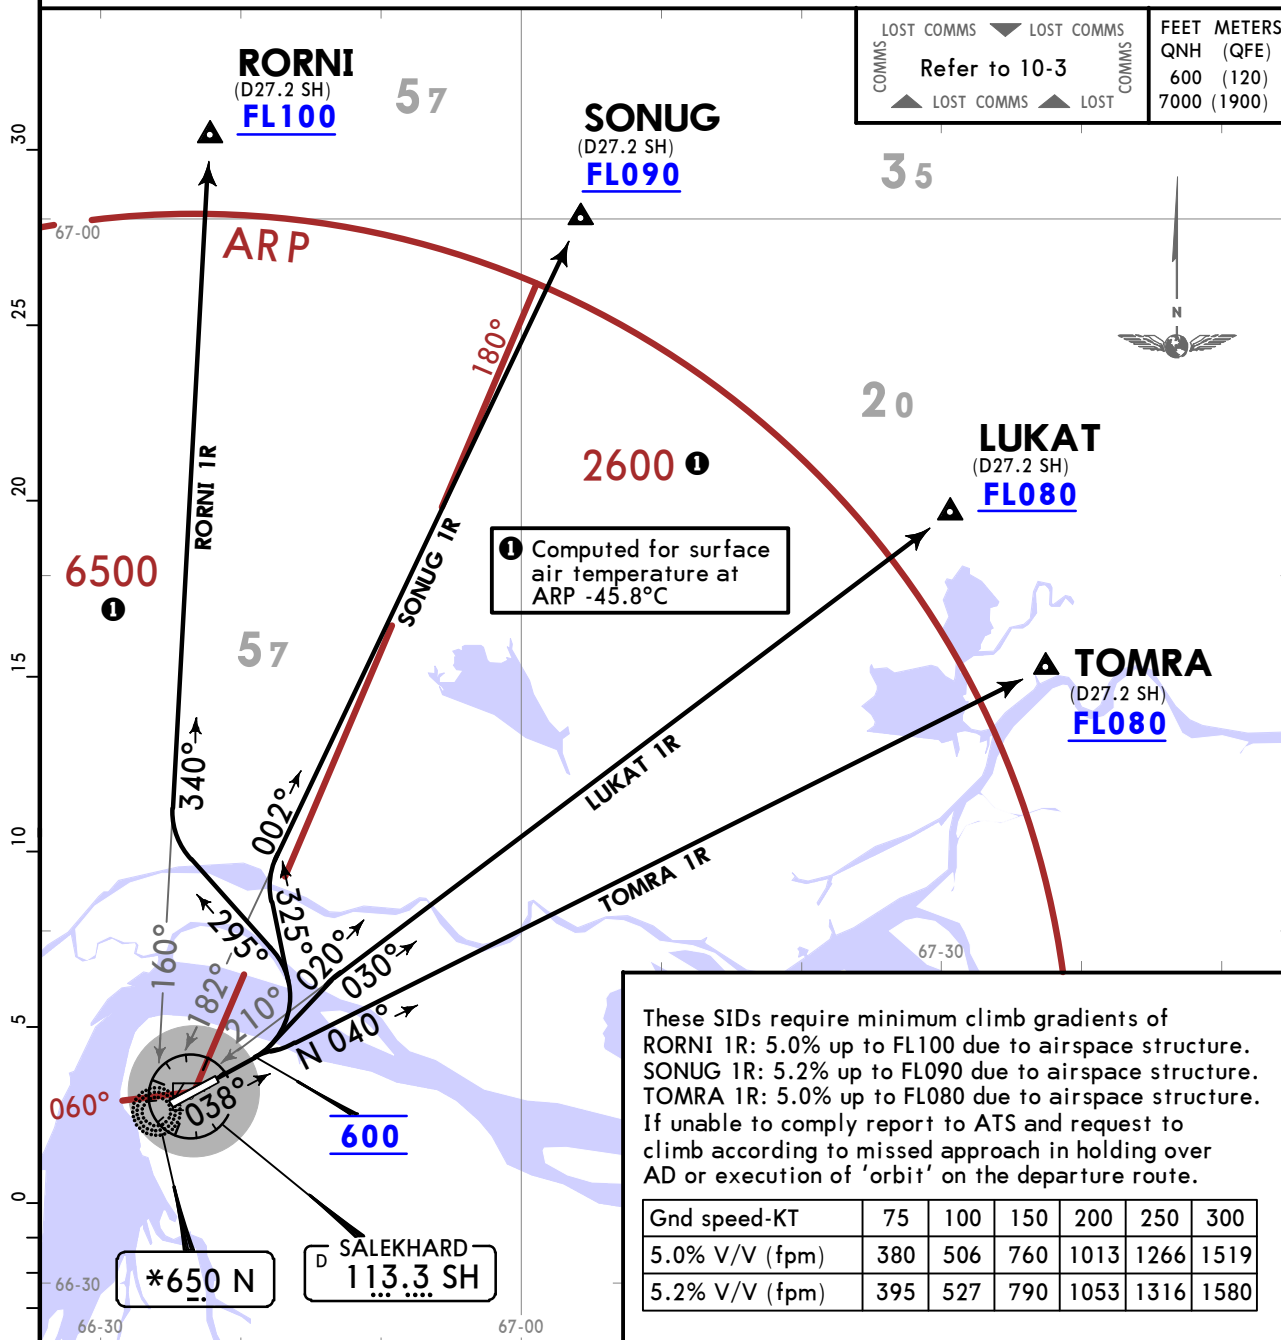 LOST COMMS LOST COMMS
COMMS
Refer to 10-3
COMMS
LOST COMMS LOST
FEET METERS
QNH (QFE)
600 (120)
7000 (1900)
RORNI
(D27.2 SH)
FL100
57
SONUG
(D27.2 SH)
FL090
35
30
67-00
ARP
N
25
180°
20
LUKAT
(D27.2 SH)
FL080
2600 1
20
RORNI 1R
SONUG 1R
1 Computed for surface
air temperature at
ARP -45.8°C
6500
1
57
15
TOMRA
(D27.2 SH)
FL080
340°
LUKAT 1R
002°
10
TOMRA 1R
295°
325°
020°
030°
160°
182°
210°
67-30
5
N 040°
038°
060°
600
0
These SIDs require minimum climb gradients of
RORNI 1R: 5.0% up to FL100 due to airspace structure.
SONUG 1R: 5.2% up to FL090 due to airspace structure.
TOMRA 1R: 5.0% up to FL080 due to airspace structure.
If unable to comply report to ATS and request to
climb according to missed approach in holding over
AD or execution of 'orbit' on the departure route.
Gnd speed-KT 75 100 150 200 250 300
5.0% V/V (fpm) 380 506 760 1013 1266 1519
5.2% V/V (fpm) 395 527 790 1053 1316 1580
*650 N
SALEKHARD
D 113.3 SH
66-30
66-30
67-00